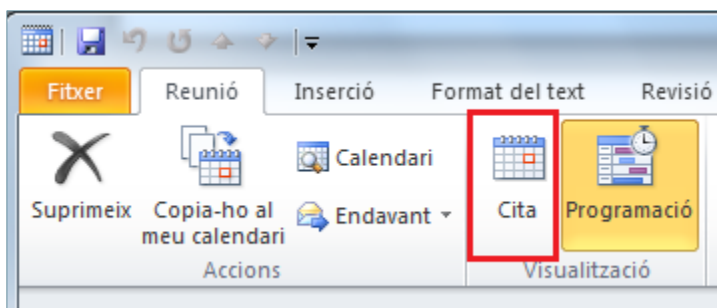 Fitxer Reunió Inserció Format del text Revisió
Suprimeix
Copia-ho al
meu calendari
Calendari
Endavant
Cita
Programació
Accions
Visualització